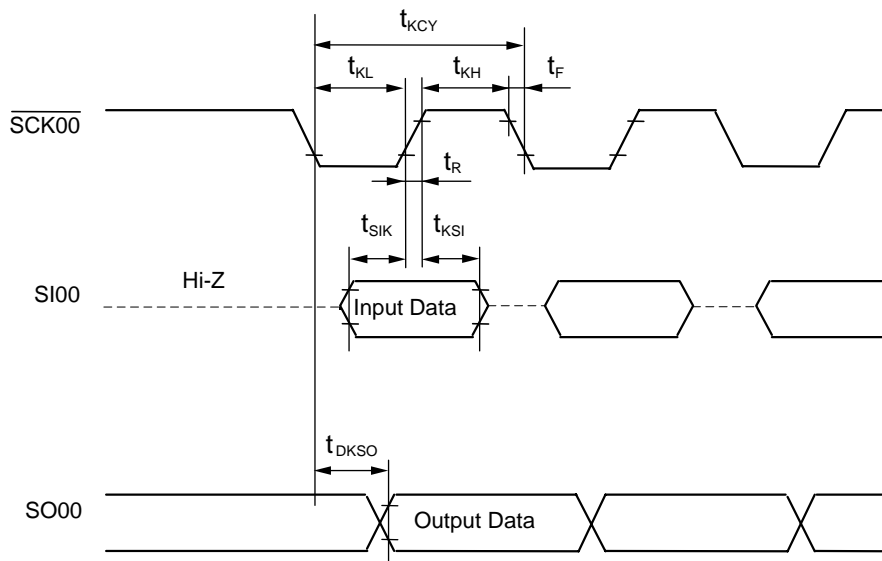 tKCY
tKL
tKH
tF
SCK00
tR
tSIK
tKSI
Hi-Z
SI00
Input Data
tDKSO
SO00
Output Data